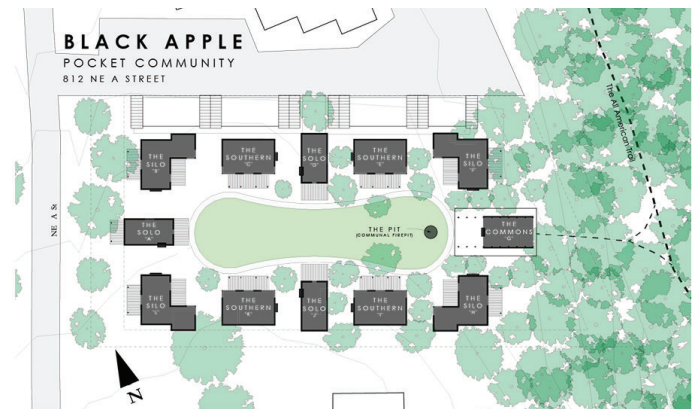 BLACK APPLE
POCKET COMMUNITY
812 NE A STREET
The All American Trail
THE
SILO
"B"
THE
SOUTHERN
"C"
THE
SOLO
"D"
THE
SOUTHERN
"E"
THE
SILO
"F"
NE A St
THE
SOLO
"A"
THE PIT
(COMMUNAL FIREPIT)
THE
COMMONS
"G"
THE
SILO
"L"
THE
SOUTHERN
"K"
THE
SOLO
"J"
THE
SOUTHERN
"I"
THE
SILO
"H"
N